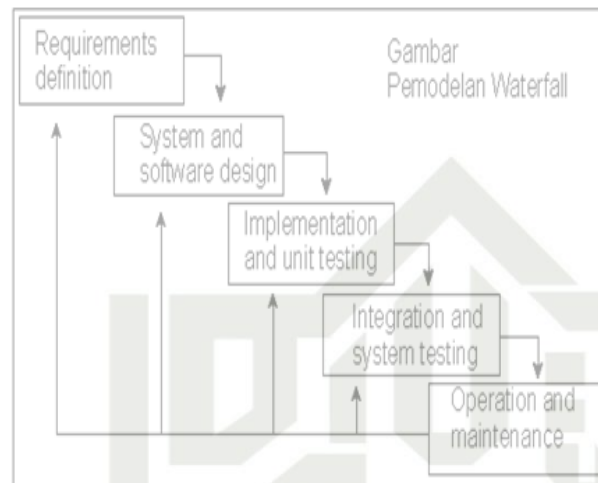 Requirements
definition
Gambar
Pemodelan Waterfall
System and
software design
Implementation
and unit testing
Integration and
system testing
Operation and
maintenance